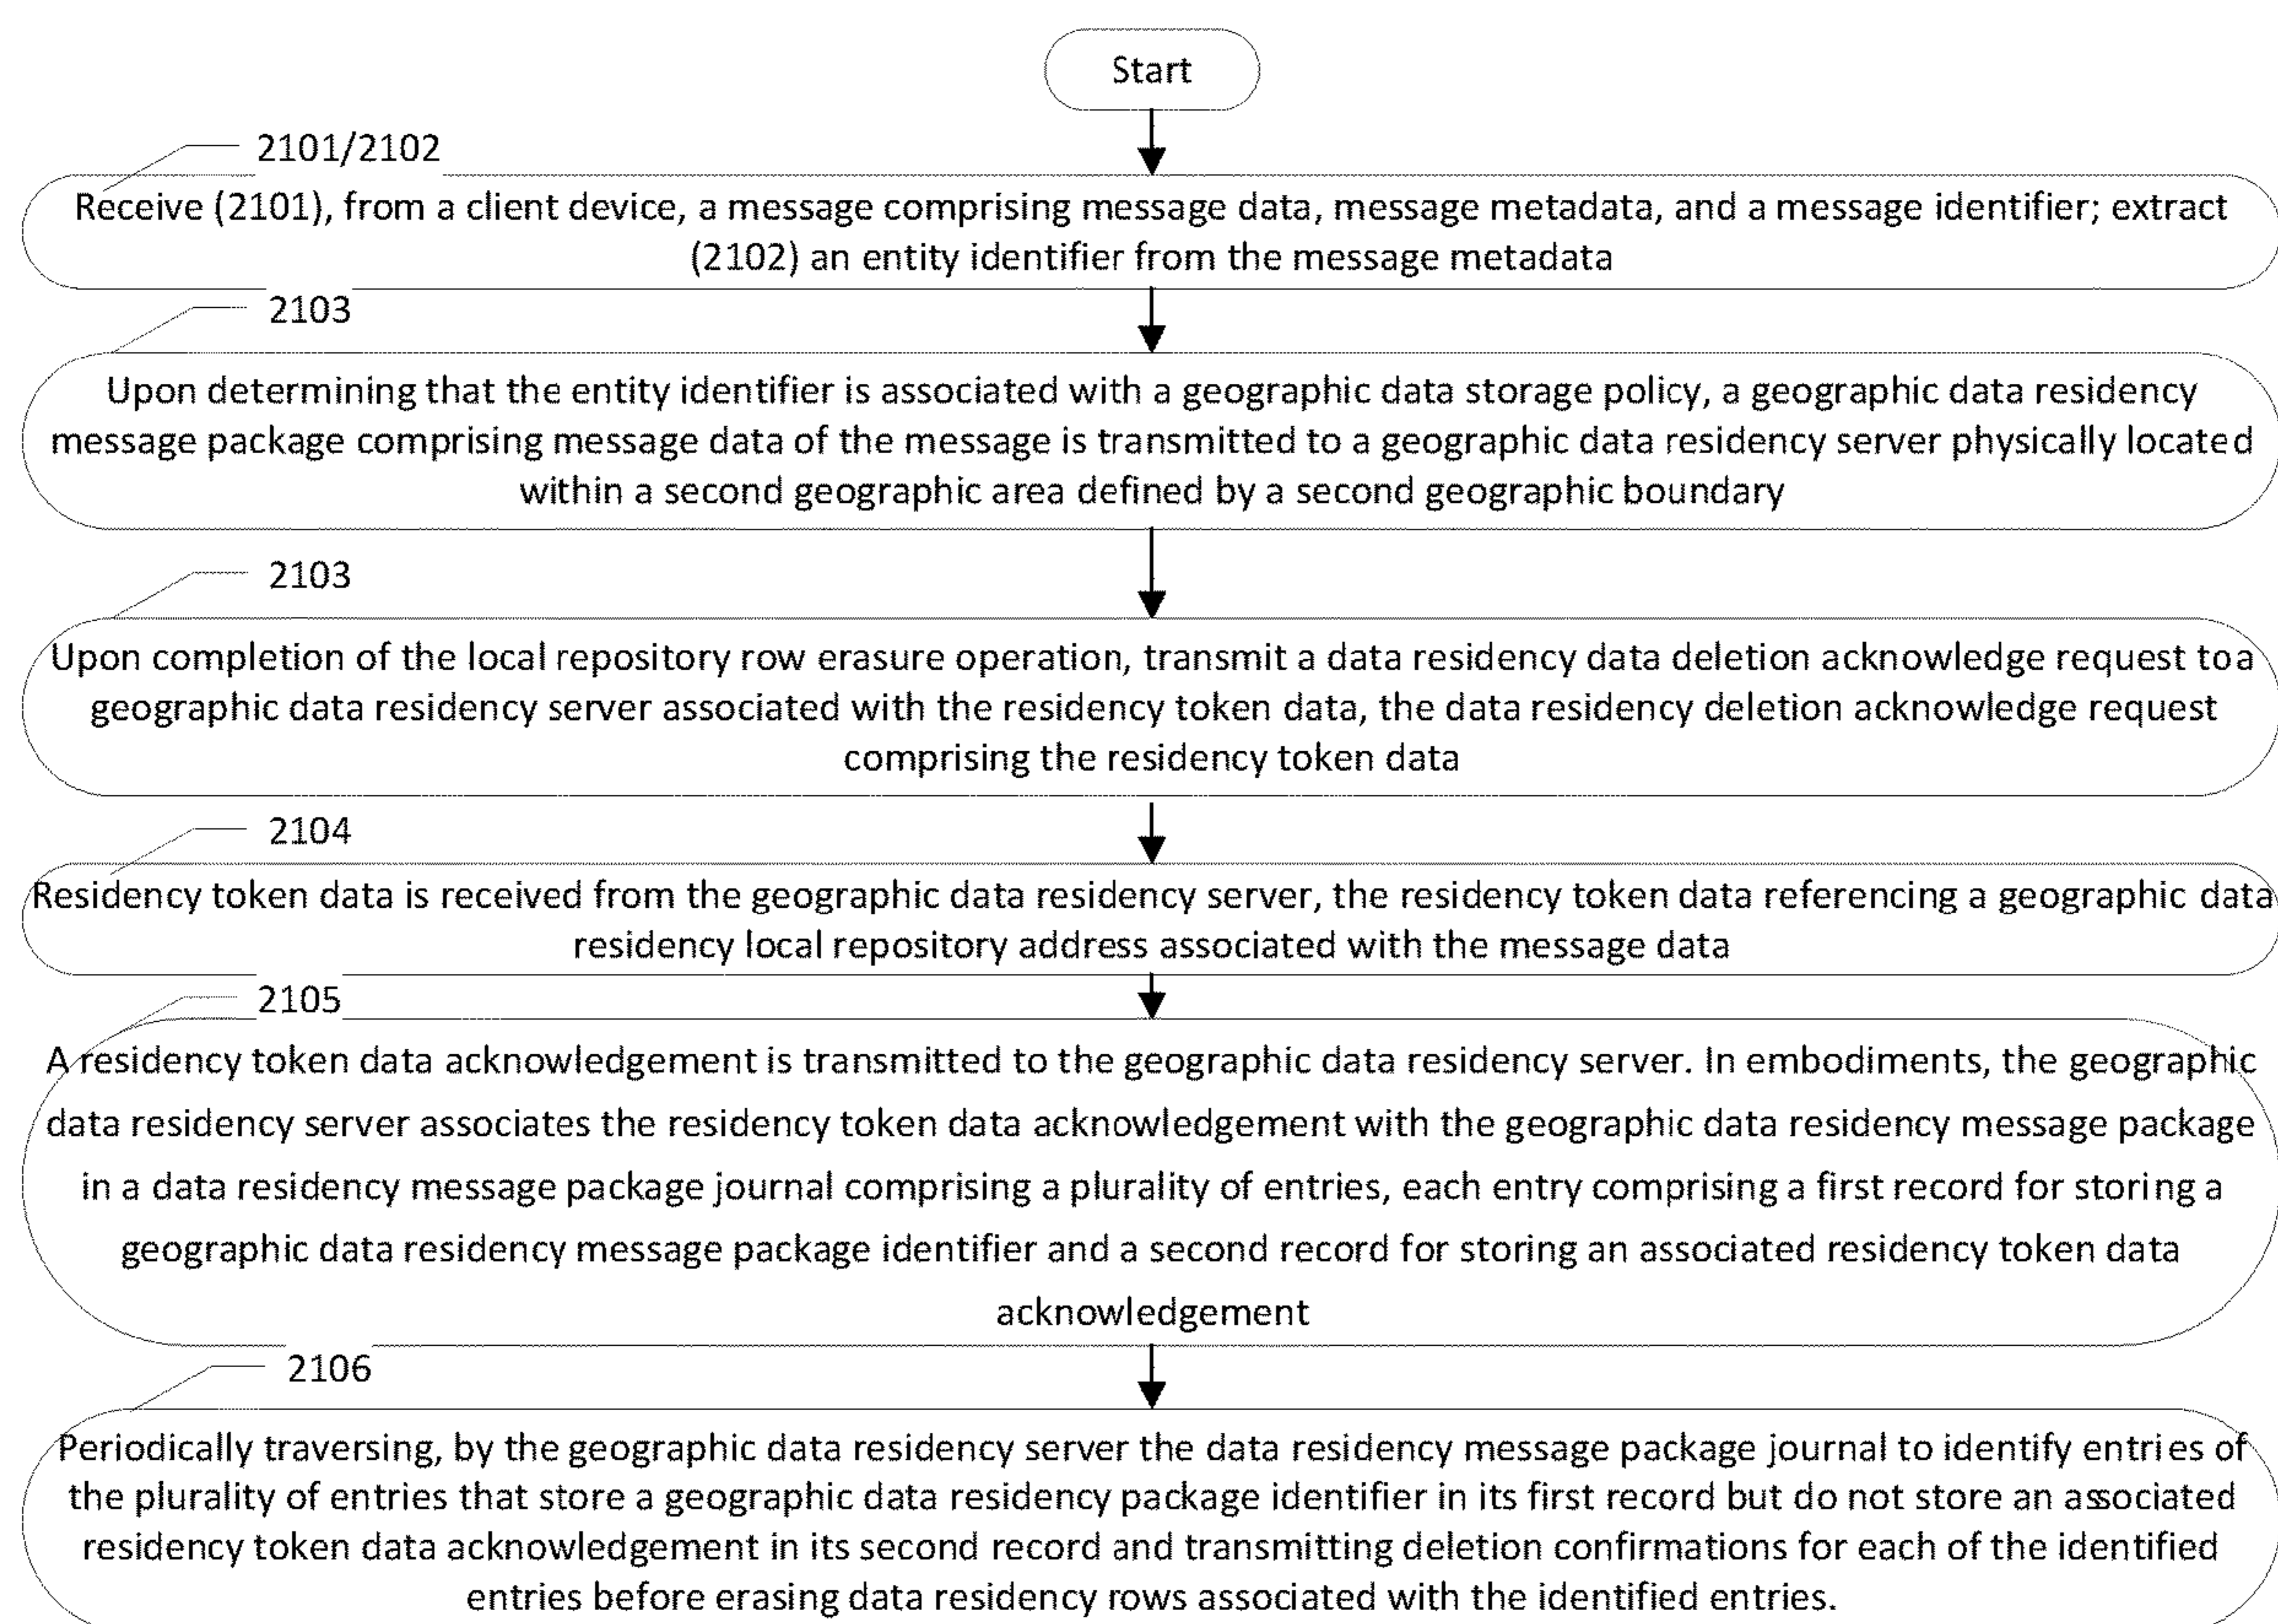 Start
2101/2102
Receive (2101), from a client device, a message comprising message data, message metadata, and a message identifier; extract
(2102) an entity identifier from the message metadata
2103
Upon determining that the entity identifier is associated with a geographic data storage policy, a geographic data residency
message package comprising message data of the message is transmitted to a geographic data residency server physically located
within a second geographic area defined by a second geographic boundary
2103
Upon completion of the local repository row erasure operation, transmit a data residency data deletion acknowledge request to a
geographic data residency server associated with the residency token data, the data residency deletion acknowledge request
comprising the residency token data
2104
Residency token data is received from the geographic data residency server, the residency token data referencing a geographic data
residency local repository address associated with the message data
2105
A residency token data acknowledgement is transmitted to the geographic data residency server. In embodiments, the geographic
data residency server associates the residency token data acknowledgement with the geographic data residency message package
in a data residency message package journal comprising a plurality of entries, each entry comprising a first record for storing a
geographic data residency message package identifier and a second record for storing an associated residency token data
acknowledgement
2106
Periodically traversing, by the geographic data residency server the data residency message package journal to identify entries of
the plurality of entries that store a geographic data residency package identifier in its first record but do not store an associated
residency token data acknowledgement in its second record and transmitting deletion confirmations for each of the identified
entries before erasing data residency rows associated with the identified entries.